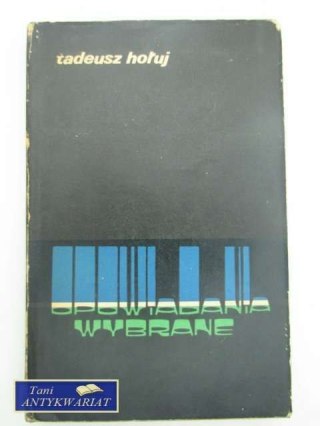 tadeusz hołuj
OPOWIADANIA
WYBRANE
Tani
ANTYKWARIAT